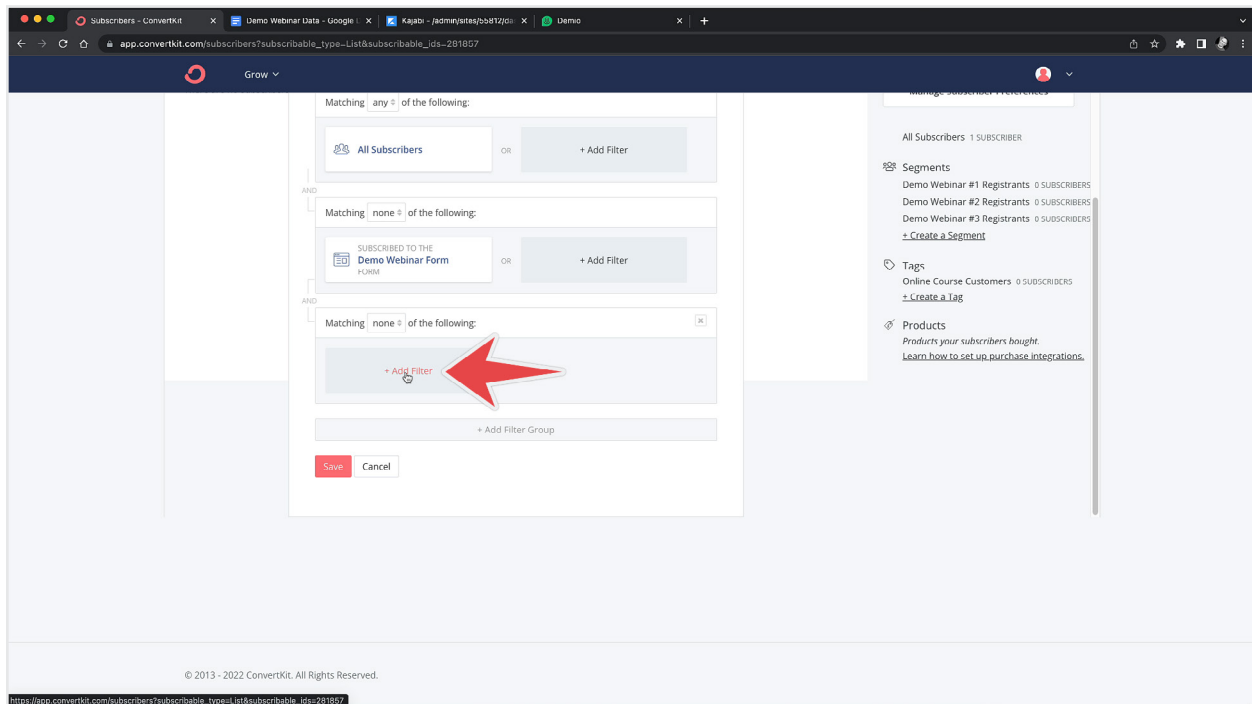 Subscribers - ConvertKit
Demo Webinar Data - Google
Kajabi - /admin/sites/55812/da
Demio
app.convertkit.com/subscribers?subscribable_type=List&subscribable_ids=281857
Grow
Manage Subscriber Preferences
Matching any of the following:
All Subscribers
OR
+ Add Filter
AND
Matching none of the following:
SUBSCRIBED TO THE
Demo Webinar Form
FORM
OR
+ Add Filter
AND
Matching none of the following:
+ Add Filter
+ Add Filter Group
Save
Cancel
All Subscribers 1 SUBSCRIBER
Segments
Demo Webinar #1 Registrants 0 SUBSCRIBERS
Demo Webinar #2 Registrants 0 SUBSCRIBERS
Demo Webinar #3 Registrants 0 SUBSCRIBERS
+ Create a Segment
Tags
Online Course Customers 0 SUBSCRIBERS
+ Create a Tag
Products
Products your subscribers bought.
Learn how to set up purchase integrations.
© 2013 - 2022 ConvertKit. All Rights Reserved.
https://app.convertkit.com/subscribers?subscribable_type=List&subscribable_ids=281857